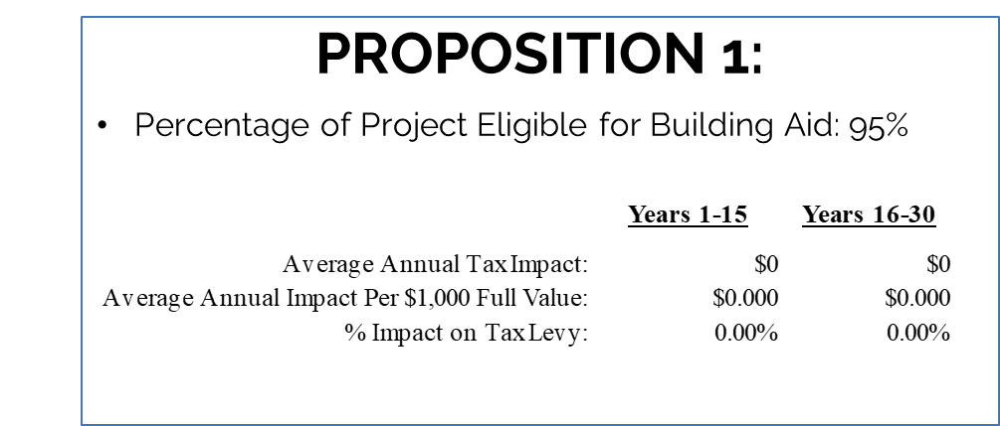 PROPOSITION 1:
• Percentage of Project Eligible for Building Aid: 95%
Years 1-15 Years 16-30
Average Annual Tax Impact: $0 $0
Average Annual Impact Per $1,000 Full Value: $0.000 $0.000
% Impact on Tax Levy: 0.00% 0.00%